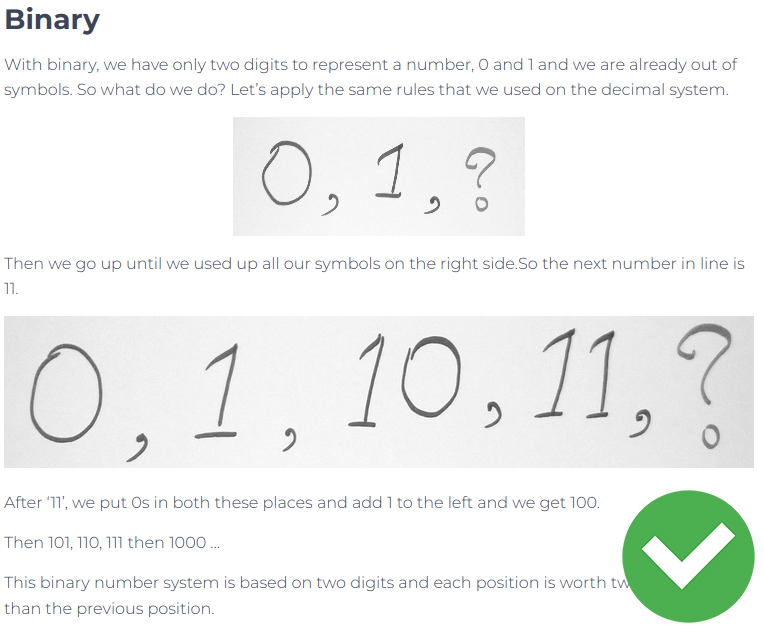 Binary
With binary, we have only two digits to represent a number, 0 and 1 and we are already out of
symbols. So what do we do? Let's apply the same rules that we used on the decimal system.
0, 1, ?
Then we go up until we used up all our symbols on the right side.So the next number in line is
11.
0, 1, 10, 11, ?
After '11', we put 0s in both these places and add 1 to the left and we get 100.
Then 101, 110, 111 then 1000 ...
This binary number system is based on two digits and each position is worth
than the previous position.